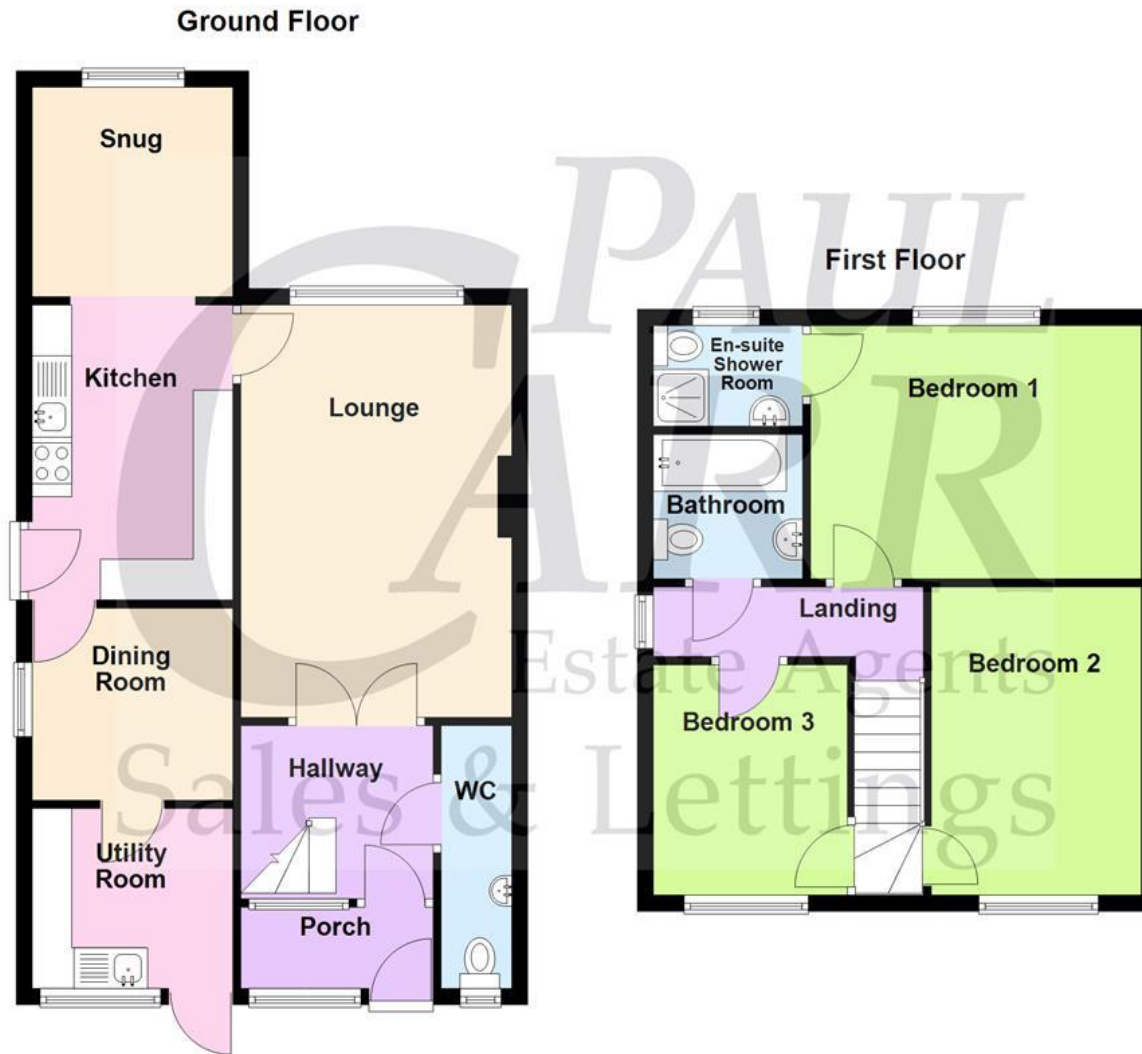 Ground Floor
Snug
Kitchen
Lounge
Dining
Room
Hallway
WC
Utility
Room
Porch
First Floor
En-suite
Shower
Room
Bedroom 1
Bathroom
Landing
Bedroom 2
Bedroom 3
PAUL
CARR
Estate Agents
Sales & Lettings